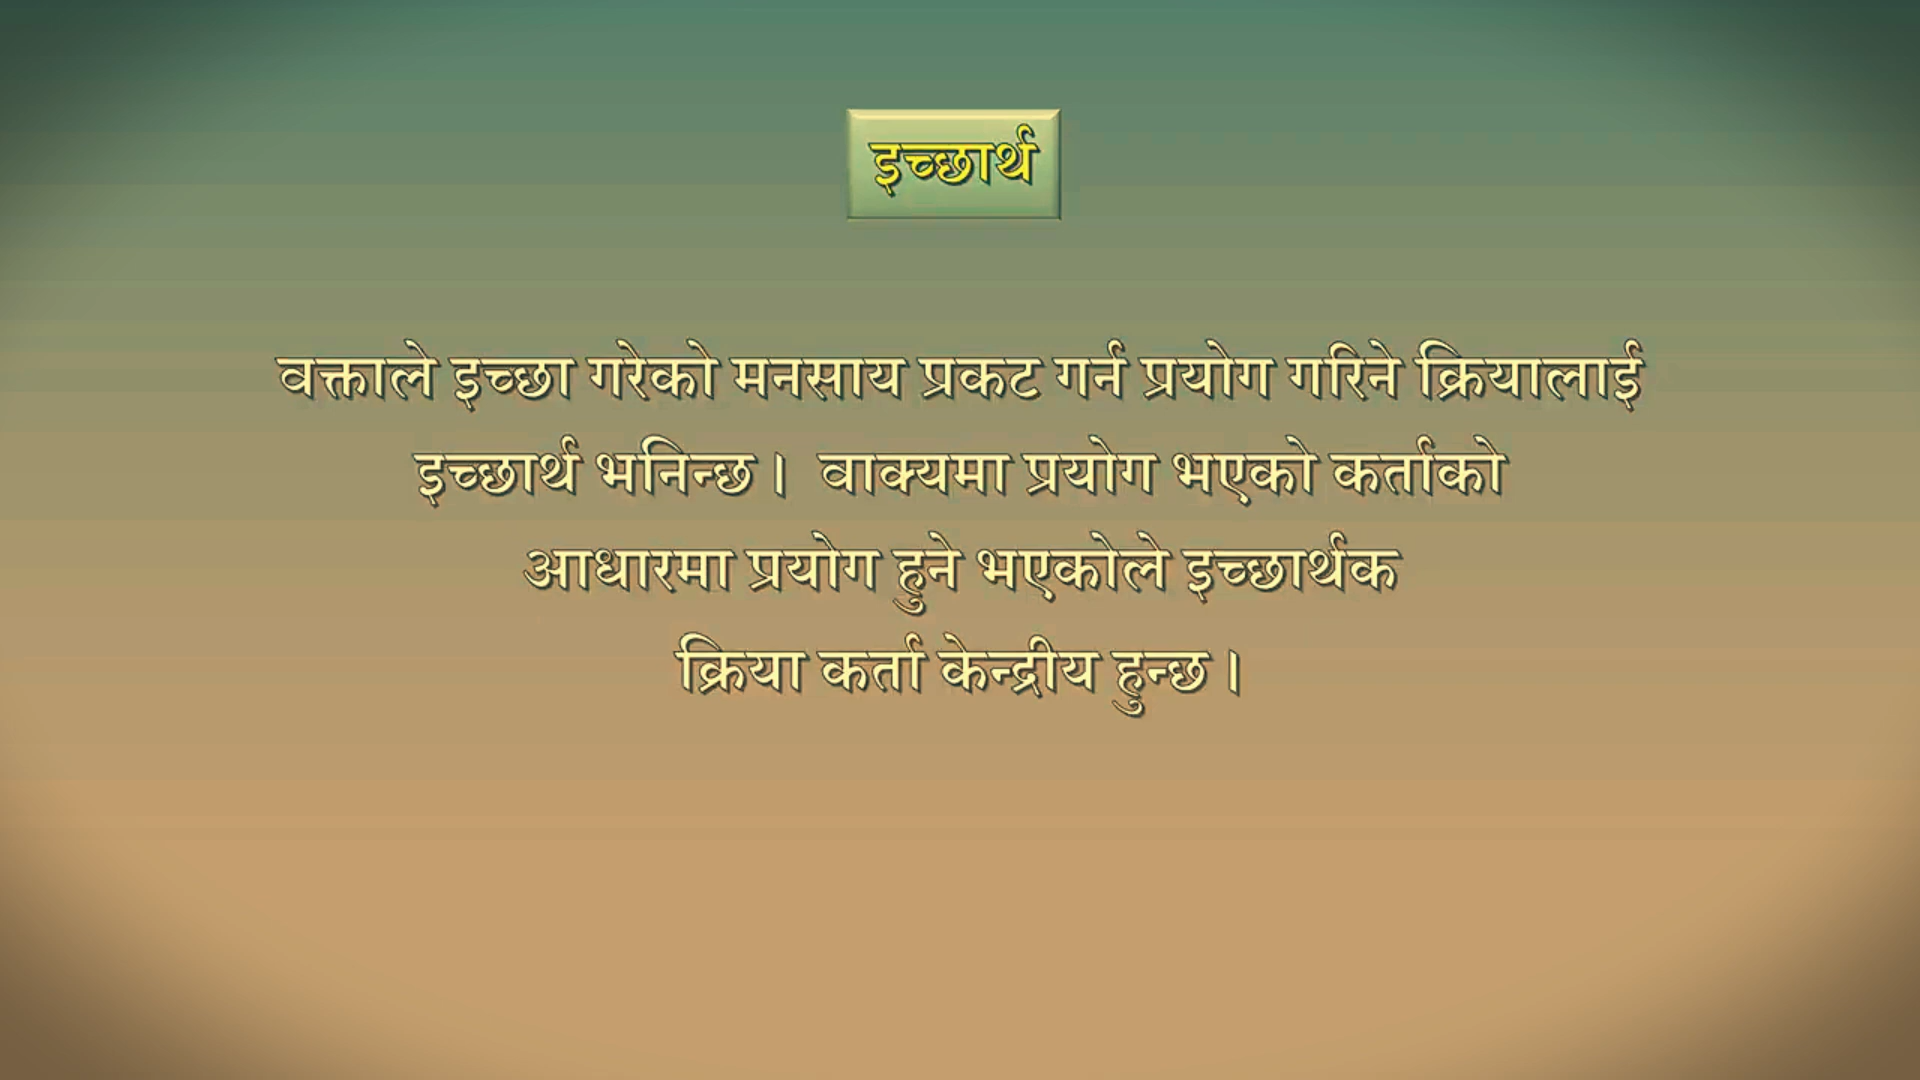 इच्छार्थ
वक्ताले इच्छा गरेको मनसाय प्रकट गर्न प्रयोग गरिने क्रियालाई
इच्छार्थ भनिन्छ। वाक्यमा प्रयोग भएको कर्ताको
आधारमा प्रयोग हुने भएकोले इच्छार्थक
क्रिया कर्ता केन्द्रीय हुन्छ।